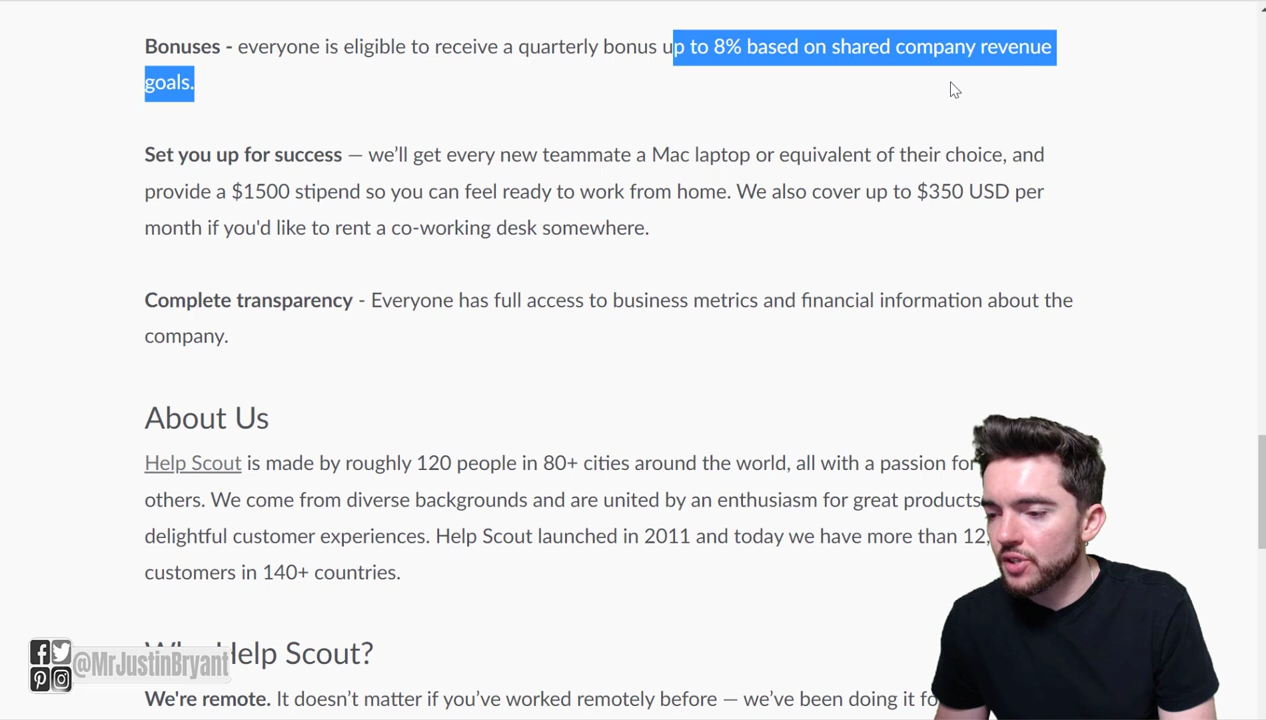 Bonuses - everyone is eligible to receive a quarterly bonus up to 8% based on shared company revenue
goals.
Set you up for success — we’ll get every new teammate a Mac laptop or equivalent of their choice, and
provide a $1500 stipend so you can feel ready to work from home. We also cover up to $350 USD per
month if you'd like to rent a co-working desk somewhere.
Complete transparency - Everyone has full access to business metrics and financial information about the
company.
About Us
Help Scout is made by roughly 120 people in 80+ cities around the world, all with a passion for
others. We come from diverse backgrounds and are united by an enthusiasm for great products
delightful customer experiences. Help Scout launched in 2011 and today we have more than 12,
customers in 140+ countries.
Help Scout?
@MrJustinBryant
We're remote. It doesn’t matter if you’ve worked remotely before — we’ve been doing it